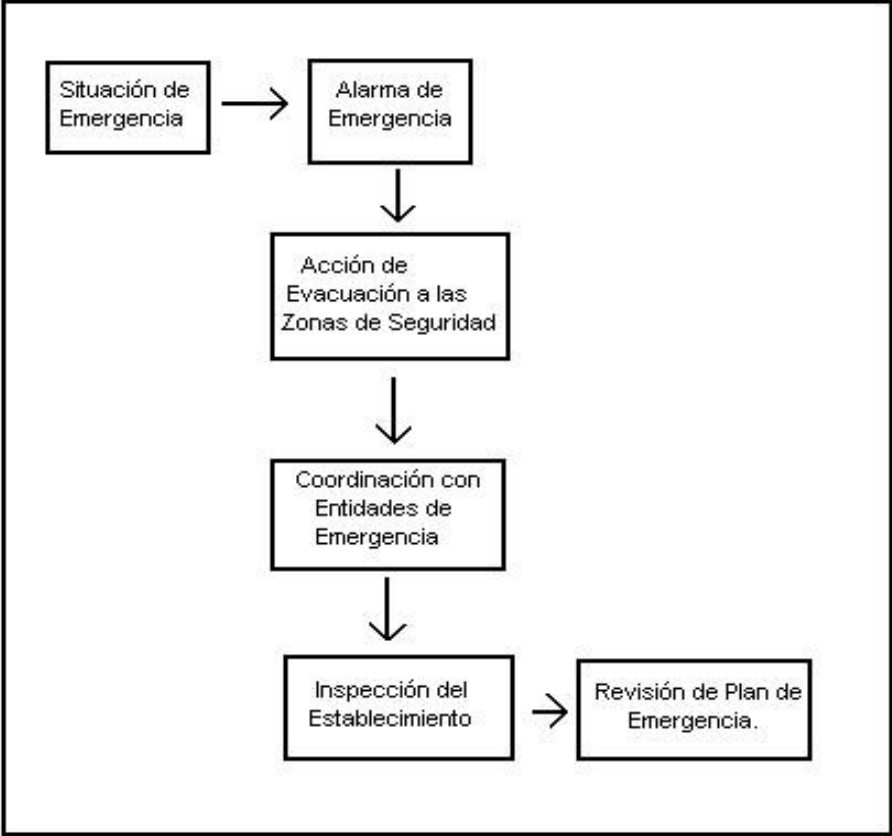 Situación de
Emergencia
Alarma de
Emergencia
Acción de
Evacuación a las
Zonas de Seguridad
Coordinación con
Entidades de
Emergencia
Inspección del
Establecimiento
Revisión de Plan de
Emergencia.